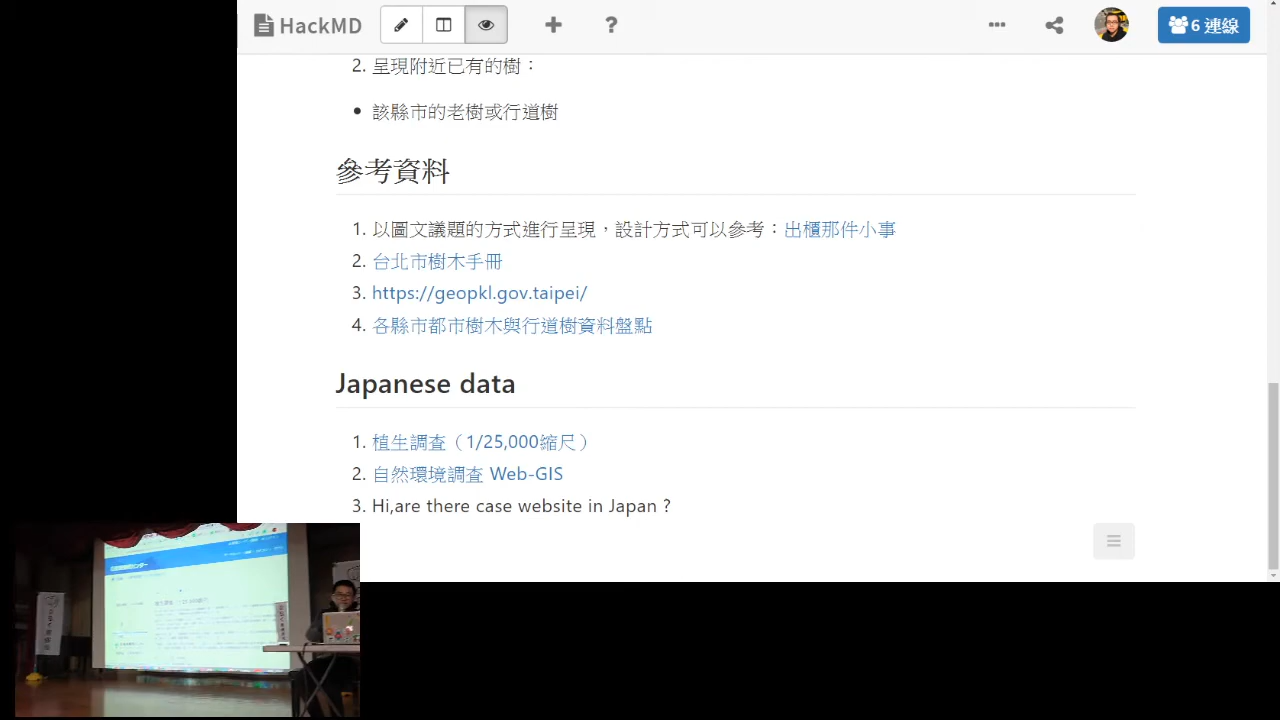 HackMD
?
6 連線
2. 呈現附近已有的樹：
• 該縣市的老樹或行道樹
參考資料
1. 以圖文議題的方式進行呈現，設計方式可以參考：出櫃那件小事
2. 台北市樹木手冊
3. https://geopkl.gov.taipei/
4. 各縣市都市樹木與行道樹資料盤點
Japanese data
1. 植生調査（1/25,000縮尺）
2. 自然環境調査 Web-GIS
3. Hi,are there case website in Japan ?